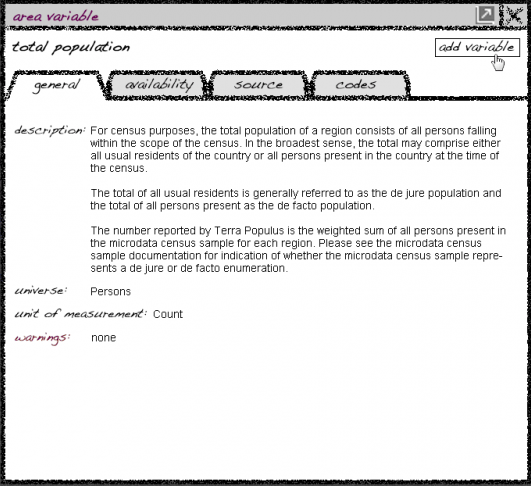 area variable
total population
add variable
general
availability
source
codes
description: For census purposes, the total population of a region consists of all persons falling
within the scope of the census. In the broadest sense, the total may comprise either
all usual residents of the country or all persons present in the country at the time of
the census.
The total of all usual residents is generally referred to as the de jure population and
the total of all persons present as the de facto population.
The number reported by Terra Populus is the weighted sum of all persons present in
the microdata census sample for each region. Please see the microdata census
sample documentation for indication of whether the microdata census sample repre-
sents a de jure or de facto enumeration.
universe: Persons
unit of measurement: Count
warnings: none